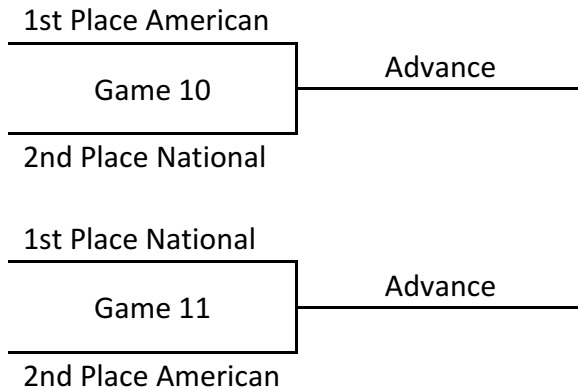 1st Place American
Game 10
Advance
2nd Place National
1st Place National
Game 11
Advance
2nd Place American